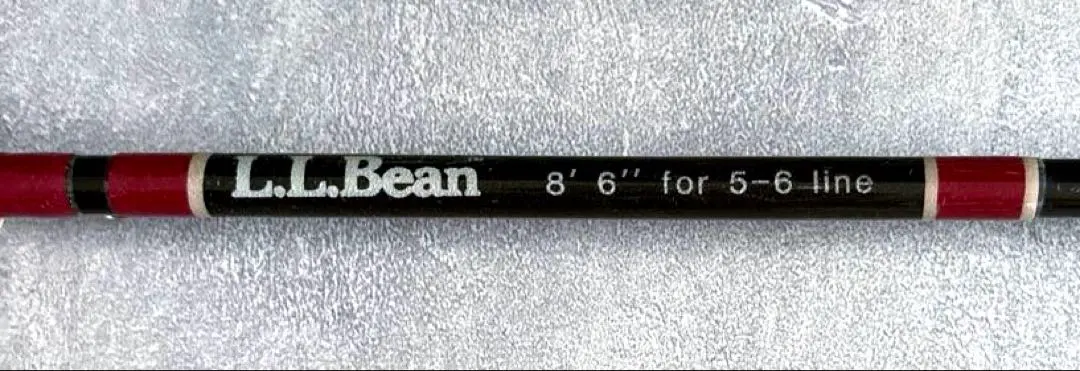 L.L.Bean 8' 6'' for 5-6 line